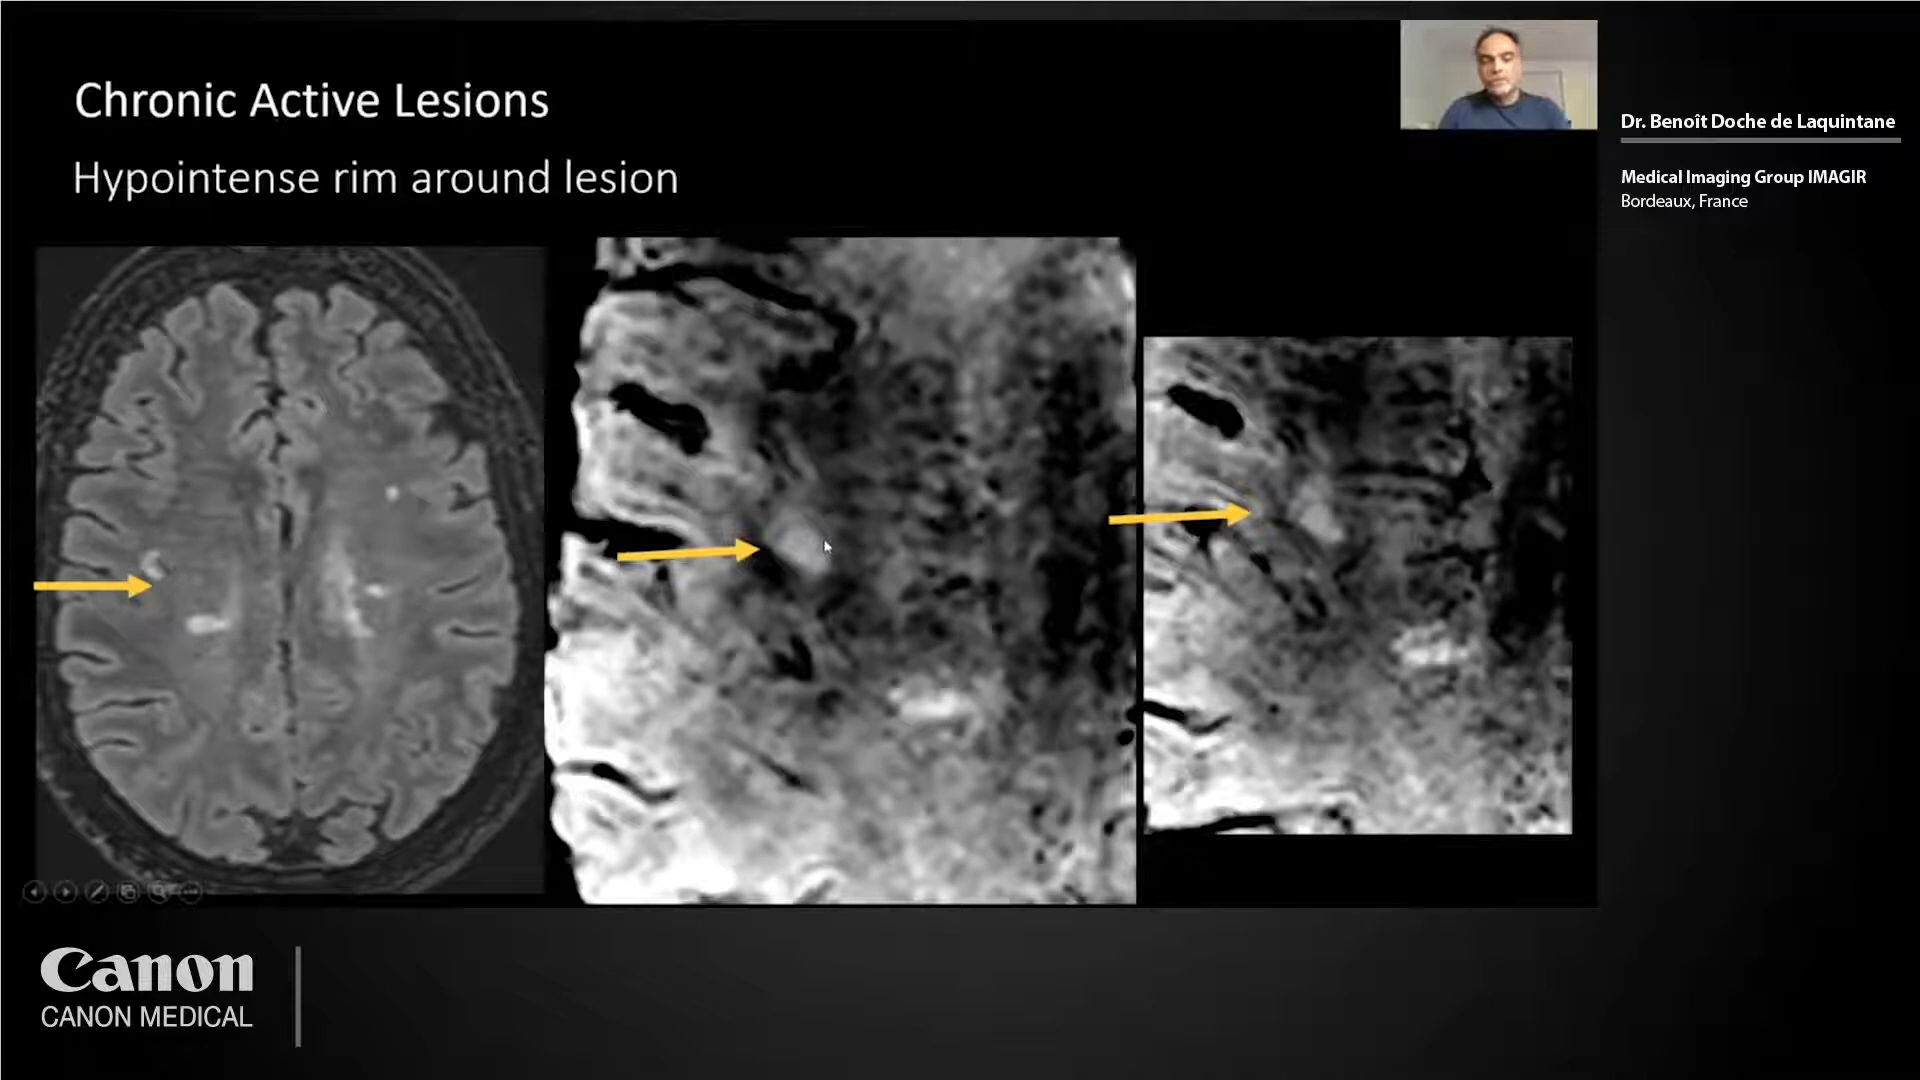 Chronic Active Lesions
Hypointense rim around lesion
Dr. Benoît Doche de Laquintane
Medical Imaging Group IMAGIR
Bordeaux, France
Canon
CANON MEDICAL